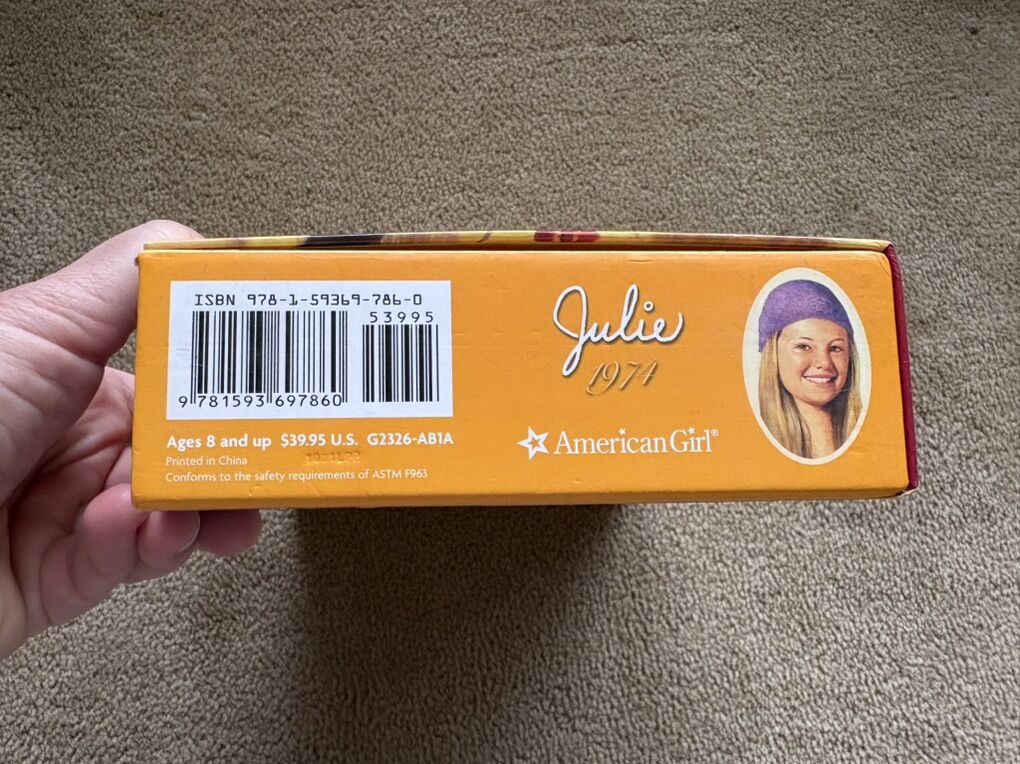 ISBN 978-1-59369-786-0
53995
9 781593 697860
Ages 8 and up $39.95 U.S. G2326-AB1A
Printed in China
Conforms to the safety requirements of ASTM F963
Julie
1974
American Girl®